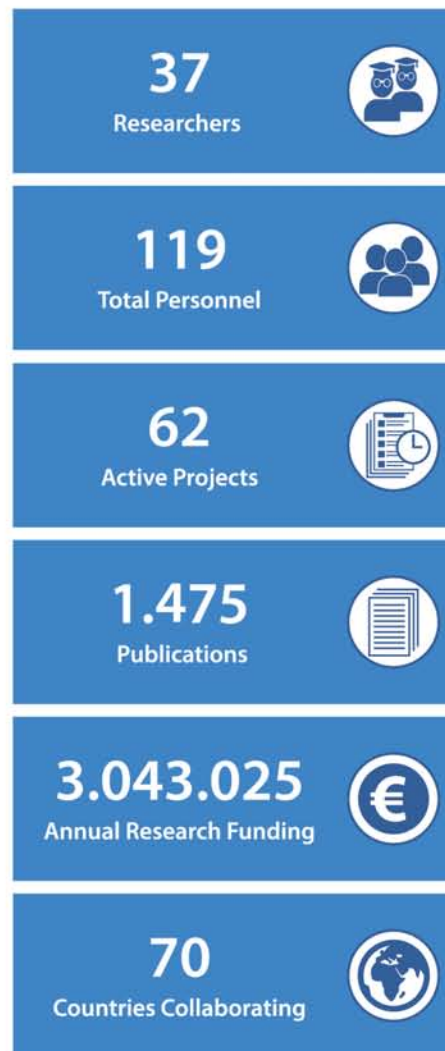 37
Researchers
119
Total Personnel
62
Active Projects
1.475
Publications
3.043.025
Annual Research Funding
€
70
Countries Collaborating